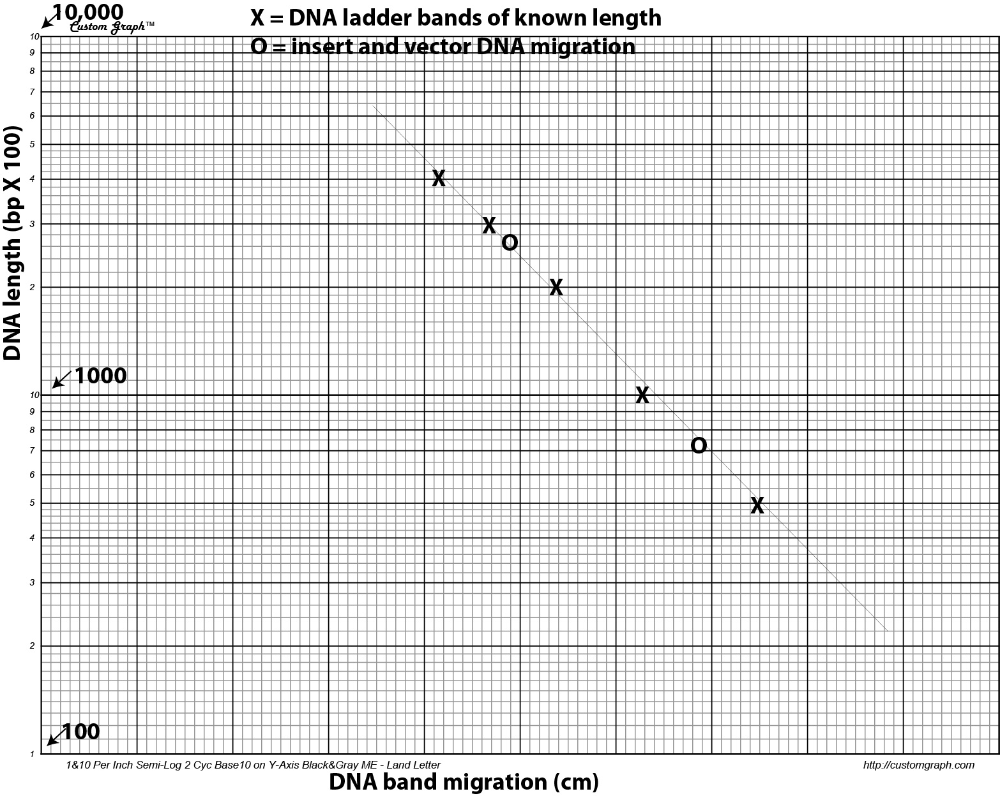 10,000
Custom Graph™
X = DNA ladder bands of known length
O = insert and vector DNA migration
10
9
8
7
6
5
4
3
2
10
9
8
7
6
5
4
3
2
1
DNA length (bp X 100)
1000
100
X
X
O
X
X
O
X
1&10 Per Inch Semi-Log 2 Cyc Base10 on Y-Axis Black&Gray ME - Land Letter
http://customgraph.com
DNA band migration (cm)